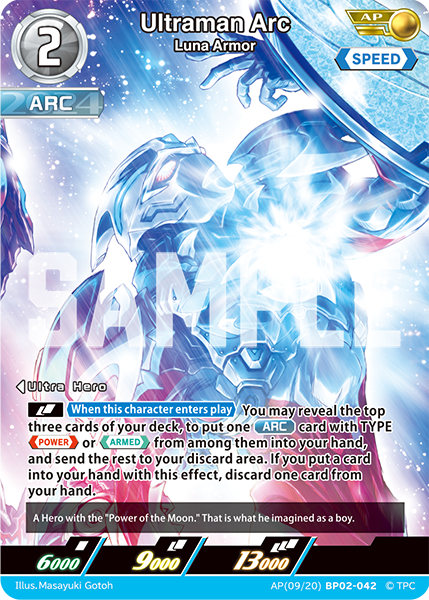 Ultraman Arc
Luna Armor
2
AP
SPEED
2024
ARC
SAMPLE
Ultra Hero
When this character enters play You may reveal the top
three cards of your deck, to put one ARC card with TYPE
POWER or ARMED from among them into your hand,
and send the rest to your discard area. If you put a card
into your hand with this effect, discard one card from
your hand.
A Hero with the "Power of the Moon." That is what he imagined as a boy.
6000 9000 13000
Illus.Masayuki Gotoh AP(09/20) BP02-042 © TPC